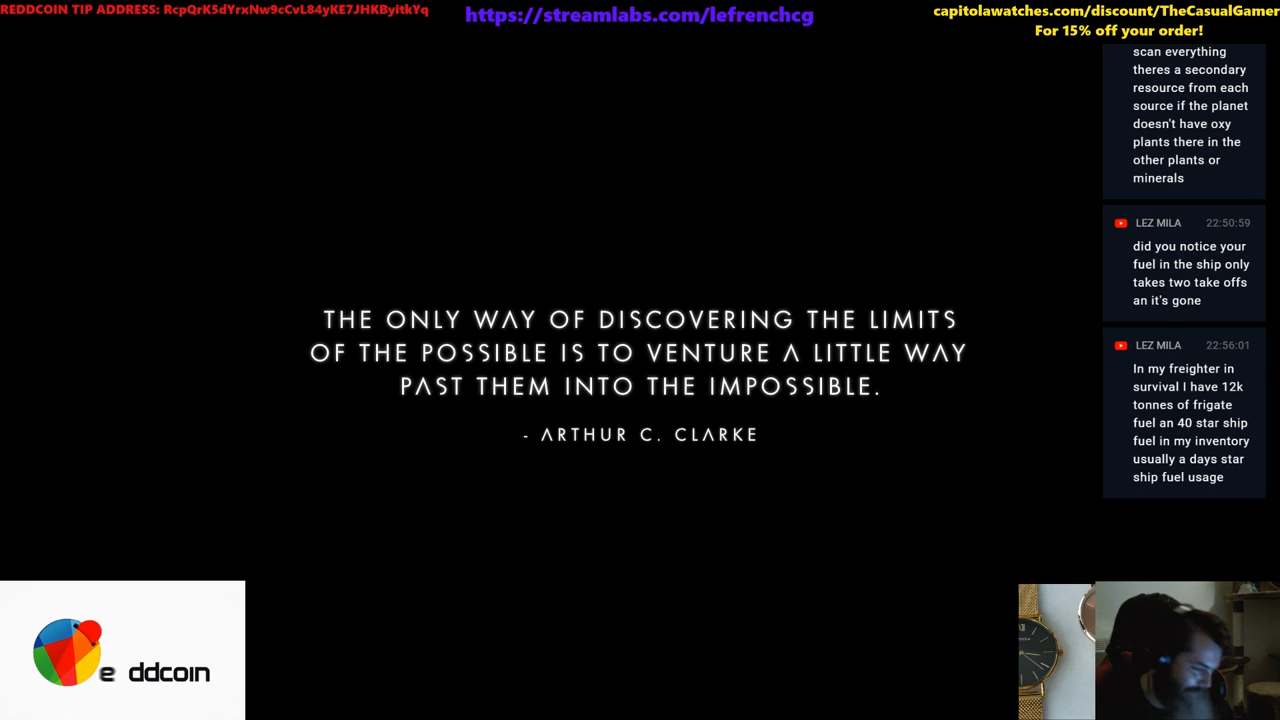 REDDCOIN TIP ADDRESS: RcpQrK5dYrxNw9cCvL84yKE7JHKByitkYq
https://streamlabs.com/lefrenchcg
capitolawatches.com/discount/TheCasualGamer
For 15% off your order!
scan everything
theres a secondary
resource from each
source if the planet
doesn't have oxy
plants there in the
other plants or
minerals
LEZ MILA 22:50:59
did you notice your
fuel in the ship only
takes two take offs
an it's gone
LEZ MILA 22:56:01
In my freighter in
survival I have 12k
tonnes of frigate
fuel an 40 star ship
fuel in my inventory
usually a days star
ship fuel usage
THE ONLY WAY OF DISCOVERING THE LIMITS
OF THE POSSIBLE IS TO VENTURE A LITTLE WAY
PAST THEM INTO THE IMPOSSIBLE.
- ARTHUR C. CLARKE
e ddcoin